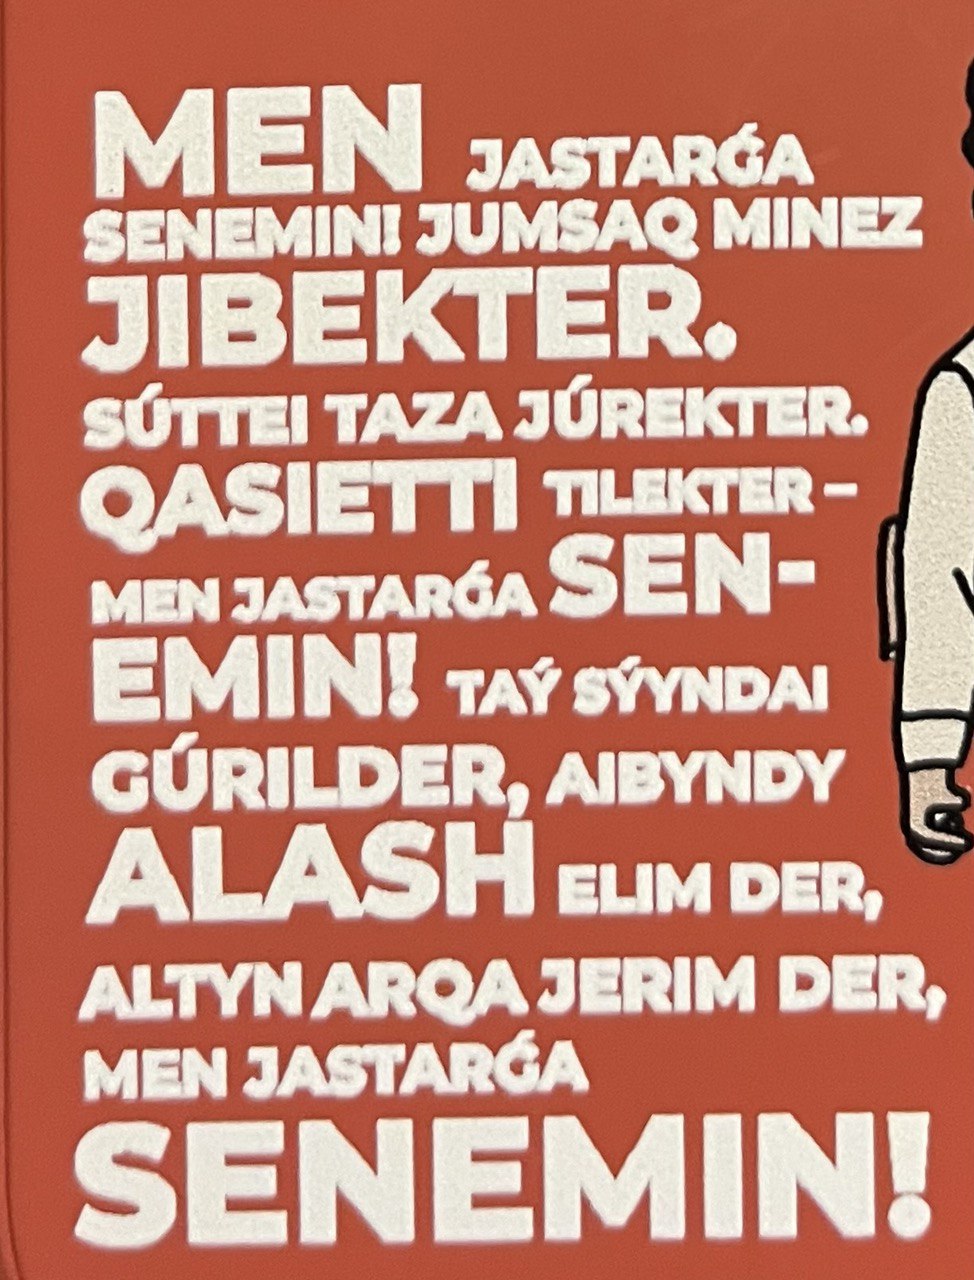 MEN JASTARǴA
SENEMIN! JUMSAQ MINEZ
JIBEKTER.
SÚTTEI TAZA JÚREKTER.
QASIETTI TILEKTER –
MEN JASTARǴA SEN-
EMIN! TAÝ SÝYNDAI
GÚRILDER, AIBYNDY
ALASH ELIM DER,
ALTYN ARQA JERIM DER,
MEN JASTARǴA
SENEMIN!